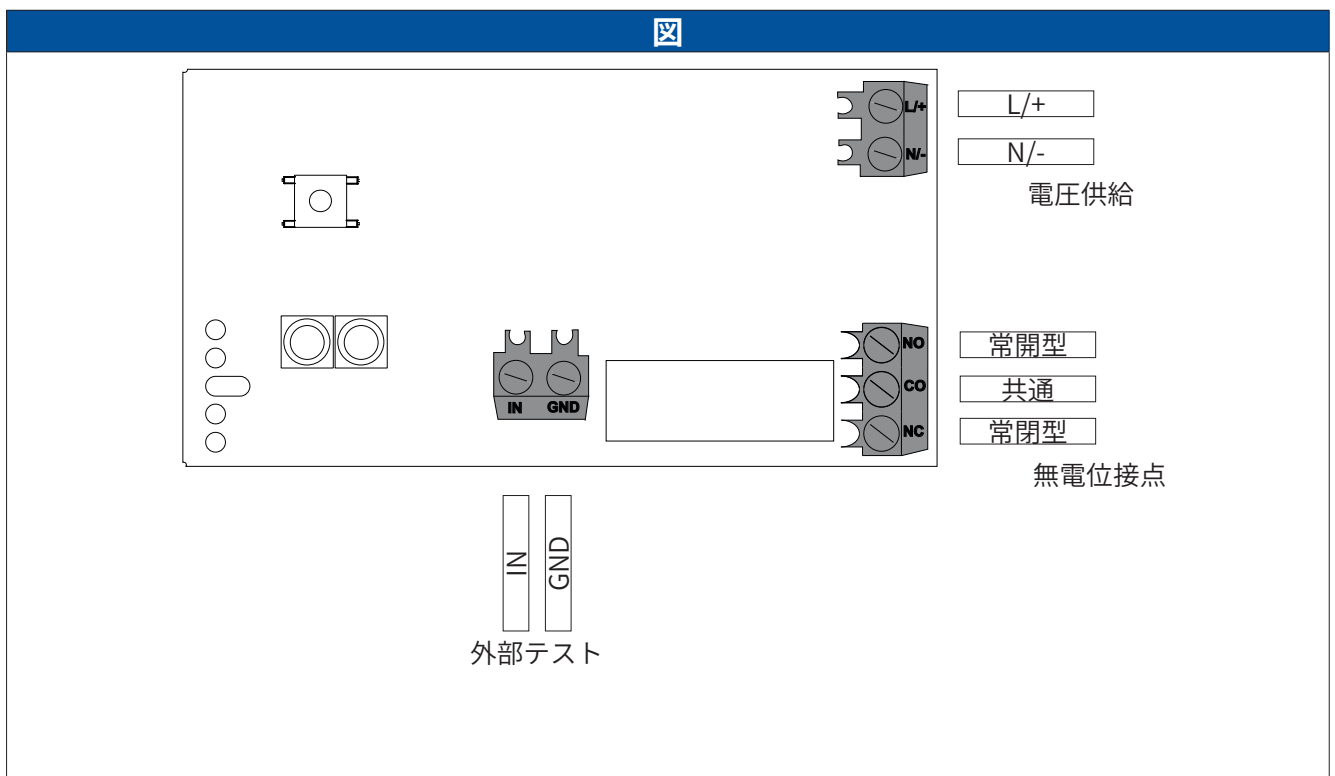 図
L/+
L/+
N/-
N/-
電圧供給
NO
常開型
CO
共通
NC
常閉型
無電位接点
IN
GND
IN
GND
外部テスト